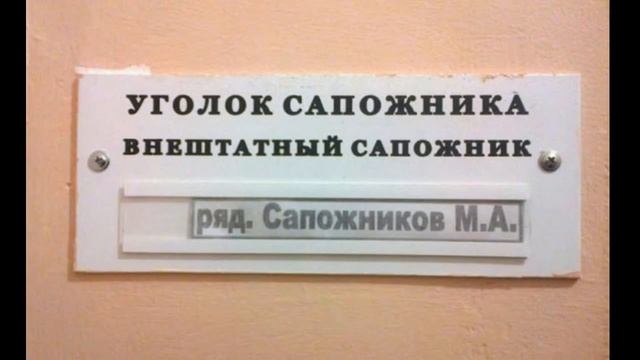 УГОЛОК САПОЖНИКА
ВНЕШТАТНЫЙ САПОЖНИК
ряд. Сапожников М.А.